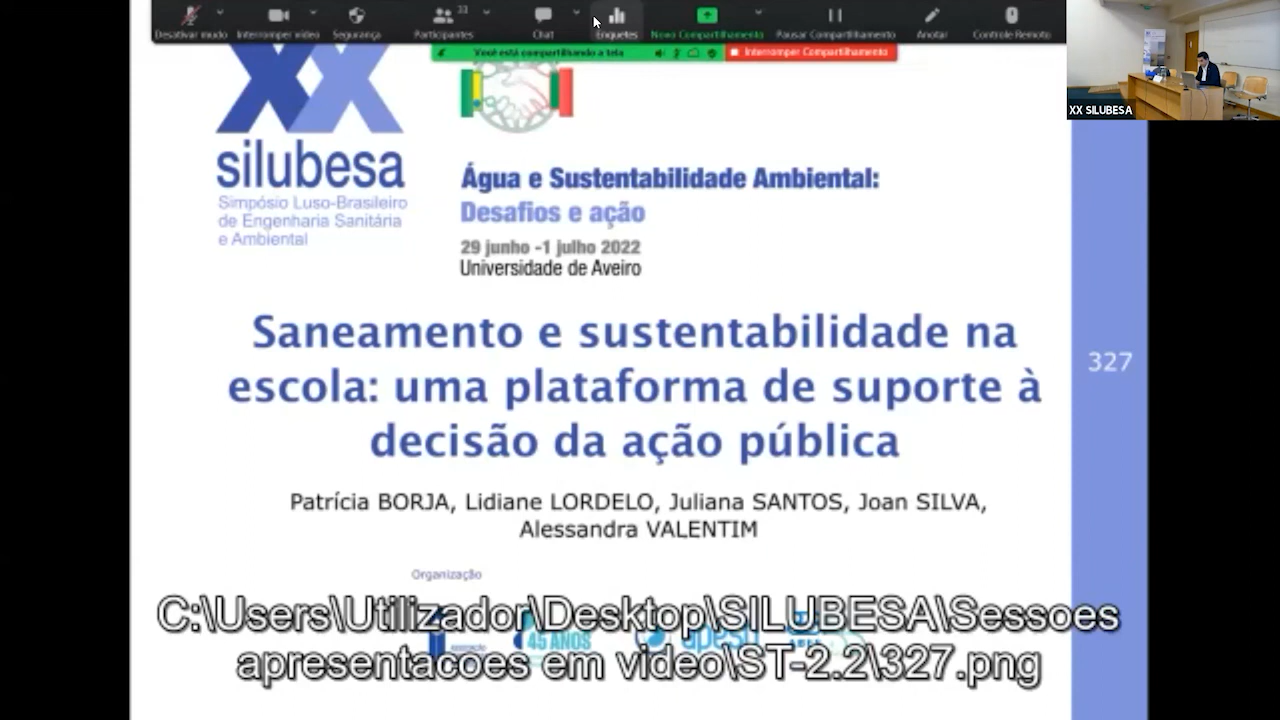 Desativar mudo
Interromper vídeo
Segurança
Participantes
33
Chat
Enquetes
Novo Compartilhamento
Pausar Compartilhamento
Anotar
Controle Remoto
Você está compartilhando a tela
Interromper Compartilhamento
XX SILUBESA
silubesa
Simpósio Luso-Brasileiro
de Engenharia Sanitária
e Ambiental
Água e Sustentabilidade Ambiental:
Desafios e ação
29 junho -1 julho 2022
Universidade de Aveiro
Saneamento e sustentabilidade na
escola: uma plataforma de suporte à
decisão da ação pública
327
Patrícia BORJA, Lidiane LORDELO, Juliana SANTOS, Joan SILVA,
Alessandra VALENTIM
Organização
45 ANOS
apesb
C:\Users\Utilizador\Desktop\SILUBESA\Sessoes
apresentacoes em video\ST-2.2\327.png